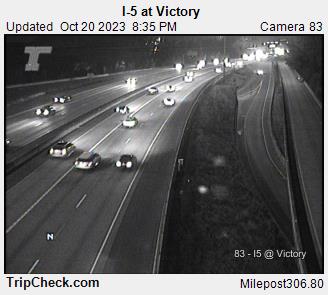 I-5 at Victory
Updated Oct 20 2023 8:35 PM Camera 83
T
N
83 - I5 @ Victory
TripCheck.com Milepost306.80